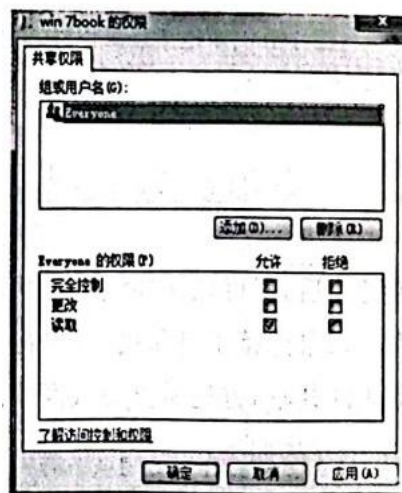 win 7book 的权限
共享权限
组或用户名(G):
Everyone
添加(D)... 删除(R)
Everyone 的权限(P) 允许 拒绝
完全控制
更改
读取
了解访问控制和权限
确定 取消 应用(A)